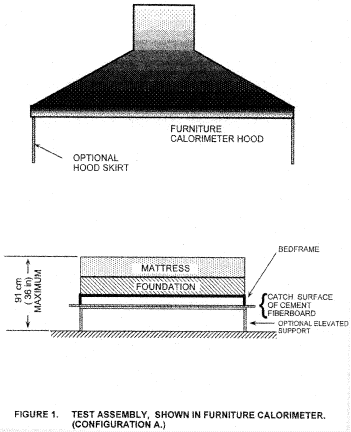 FURNITURE
CALORIMETER HOOD
OPTIONAL
HOOD SKIRT
91 cm
(36 in)
MAXIMUM
MATTRESS
FOUNDATION
BEDFRAME
CATCH SURFACE
OF CEMENT
FIBERBOARD
OPTIONAL ELEVATED
SUPPORT
FIGURE 1. TEST ASSEMBLY, SHOWN IN FURNITURE CALORIMETER.
(CONFIGURATION A.)